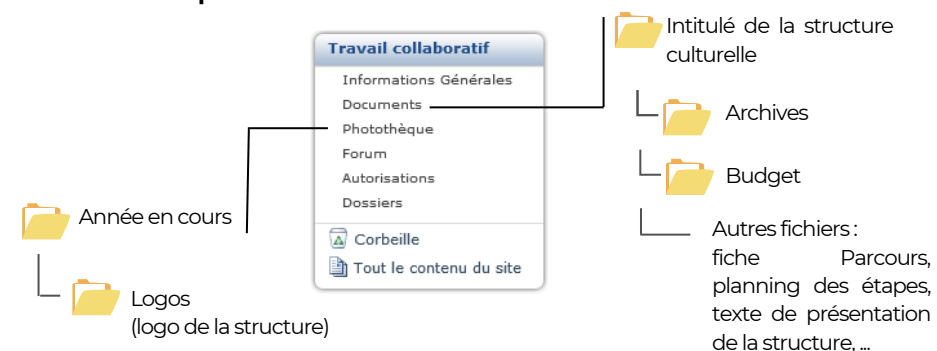 Travail collaboratif
Informations Générales
Documents
Photothèque
Forum
Autorisations
Dossiers
Corbeille
Tout le contenu du site
Année en cours
Logos
(logo de la structure)
Intitulé de la structure
culturelle
Archives
Budget
Autres fichiers :
fiche Parcours,
planning des étapes,
texte de présentation
de la structure, ...